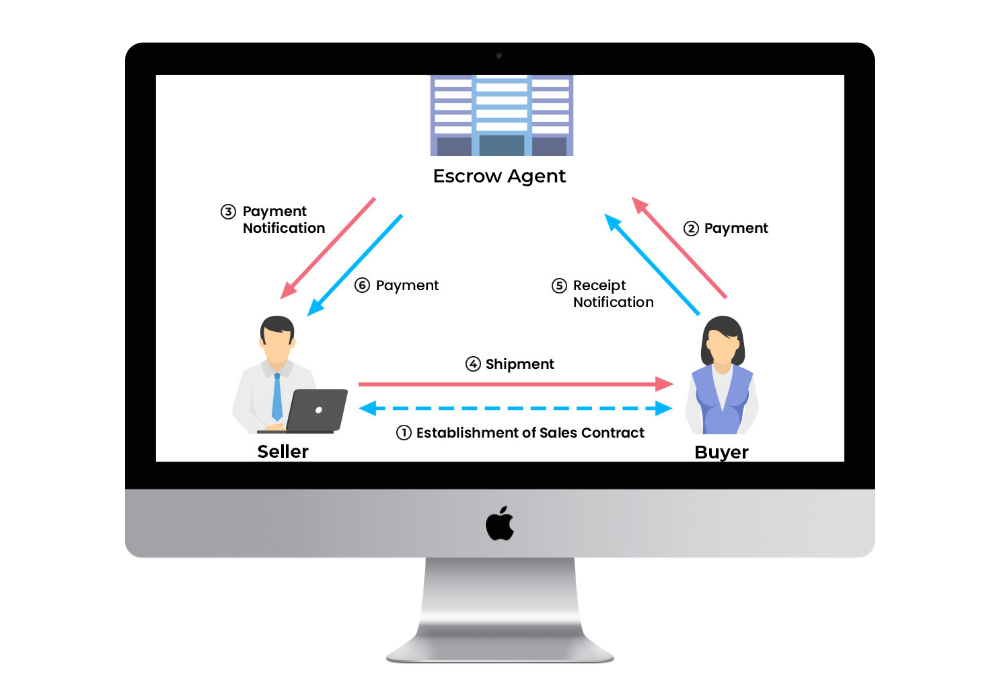 Escrow Agent
③ Payment
Notification
② Payment
⑥ Payment
⑤ Receipt
Notification
④ Shipment
① Establishment of Sales Contract
Seller
Buyer